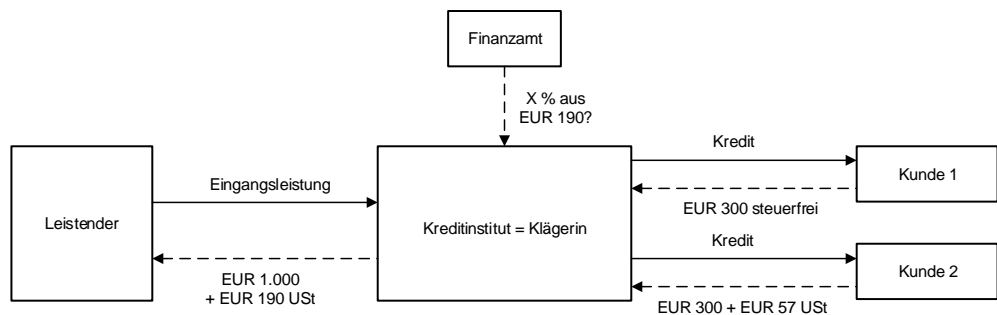 Finanzamt
X % aus
EUR 190?
Kredit
Kunde 1
Eingangsleistung
EUR 300 steuerfrei
Leistender
Kreditinstitut = Klägerin
Kredit
EUR 1.000
+ EUR 190 USt
Kunde 2
EUR 300 + EUR 57 USt